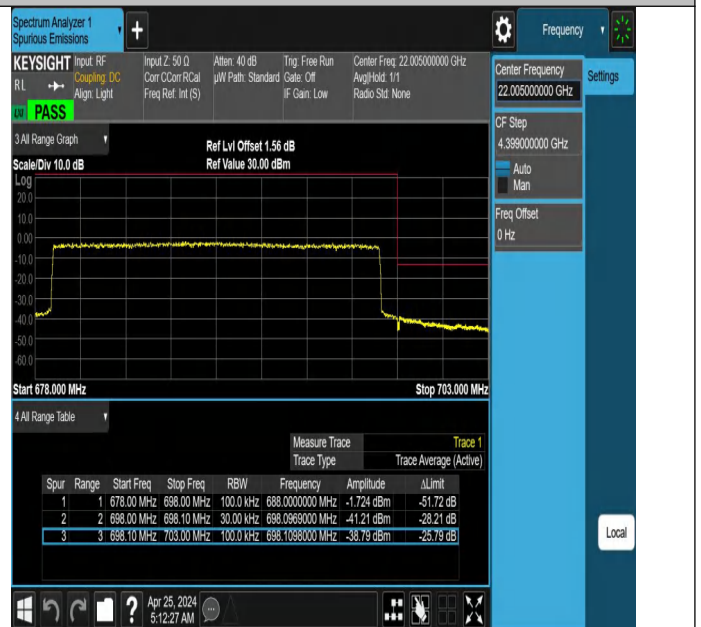 Spectrum Analyzer 1
Spurious Emissions
+
Frequency
KEYSIGHT
RL
LXI PASS
Input: RF
Coupling: DC
Align: Light
Input Z: 50 Ω
Corr CCorr RCal
Freq Ref: Int (S)
Atten: 40 dB
µW Path: Standard
Trig: Free Run
Gate: Off
IF Gain: Low
Center Freq: 22.005000000 GHz
Avg|Hold: 1/1
Radio Std: None
Center Frequency
22.005000000 GHz
Settings
CF Step
4.399000000 GHz
Auto
Man
Freq Offset
0 Hz
3 All Range Graph
Ref Lvl Offset 1.56 dB
Scale/Div 10.0 dB
Ref Value 30.00 dBm
Log
20.0
10.0
0.00
-10.0
-20.0
-30.0
-40.0
-50.0
-60.0
Start 678.000 MHz
Stop 703.000 MHz
4 All Range Table
Measure Trace Trace 1
Trace Type Trace Average (Active)
Spur Range Start Freq Stop Freq RBW Frequency Amplitude ΔLimit
1 1 678.00 MHz 698.00 MHz 100.0 kHz 688.0000000 MHz -1.724 dBm -51.72 dB
2 2 698.00 MHz 698.10 MHz 30.00 kHz 698.0969000 MHz -41.21 dBm -28.21 dB
3 3 698.10 MHz 703.00 MHz 100.0 kHz 698.1098000 MHz -38.79 dBm -25.79 dB
Local
?
Apr 25, 2024
5:12:27 AM